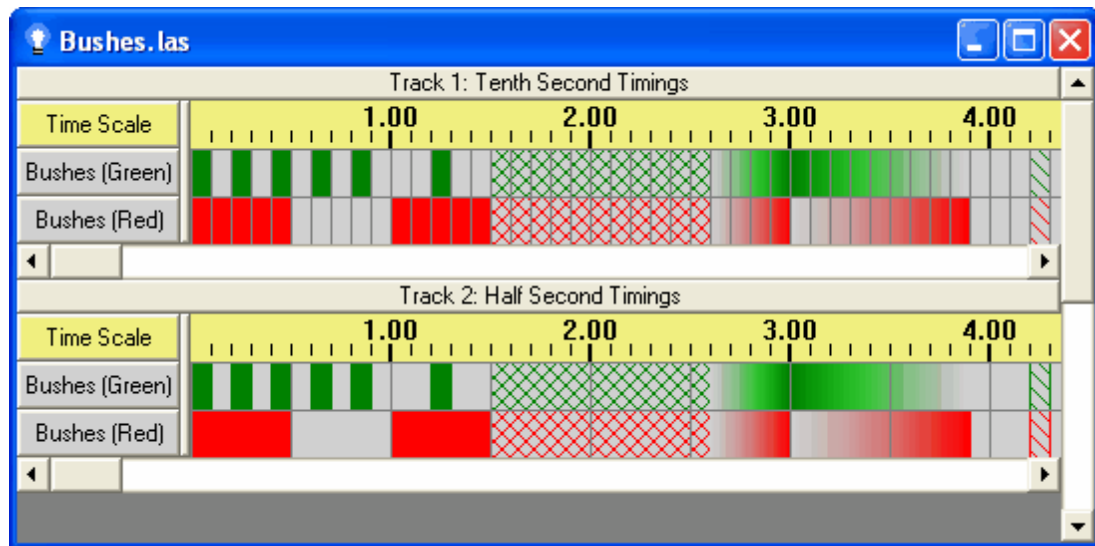 Bushes.las
Track 1: Tenth Second Timings
Time Scale 1.00 2.00 3.00 4.00
Bushes (Green)
Bushes (Red)
Track 2: Half Second Timings
Time Scale 1.00 2.00 3.00 4.00
Bushes (Green)
Bushes (Red)